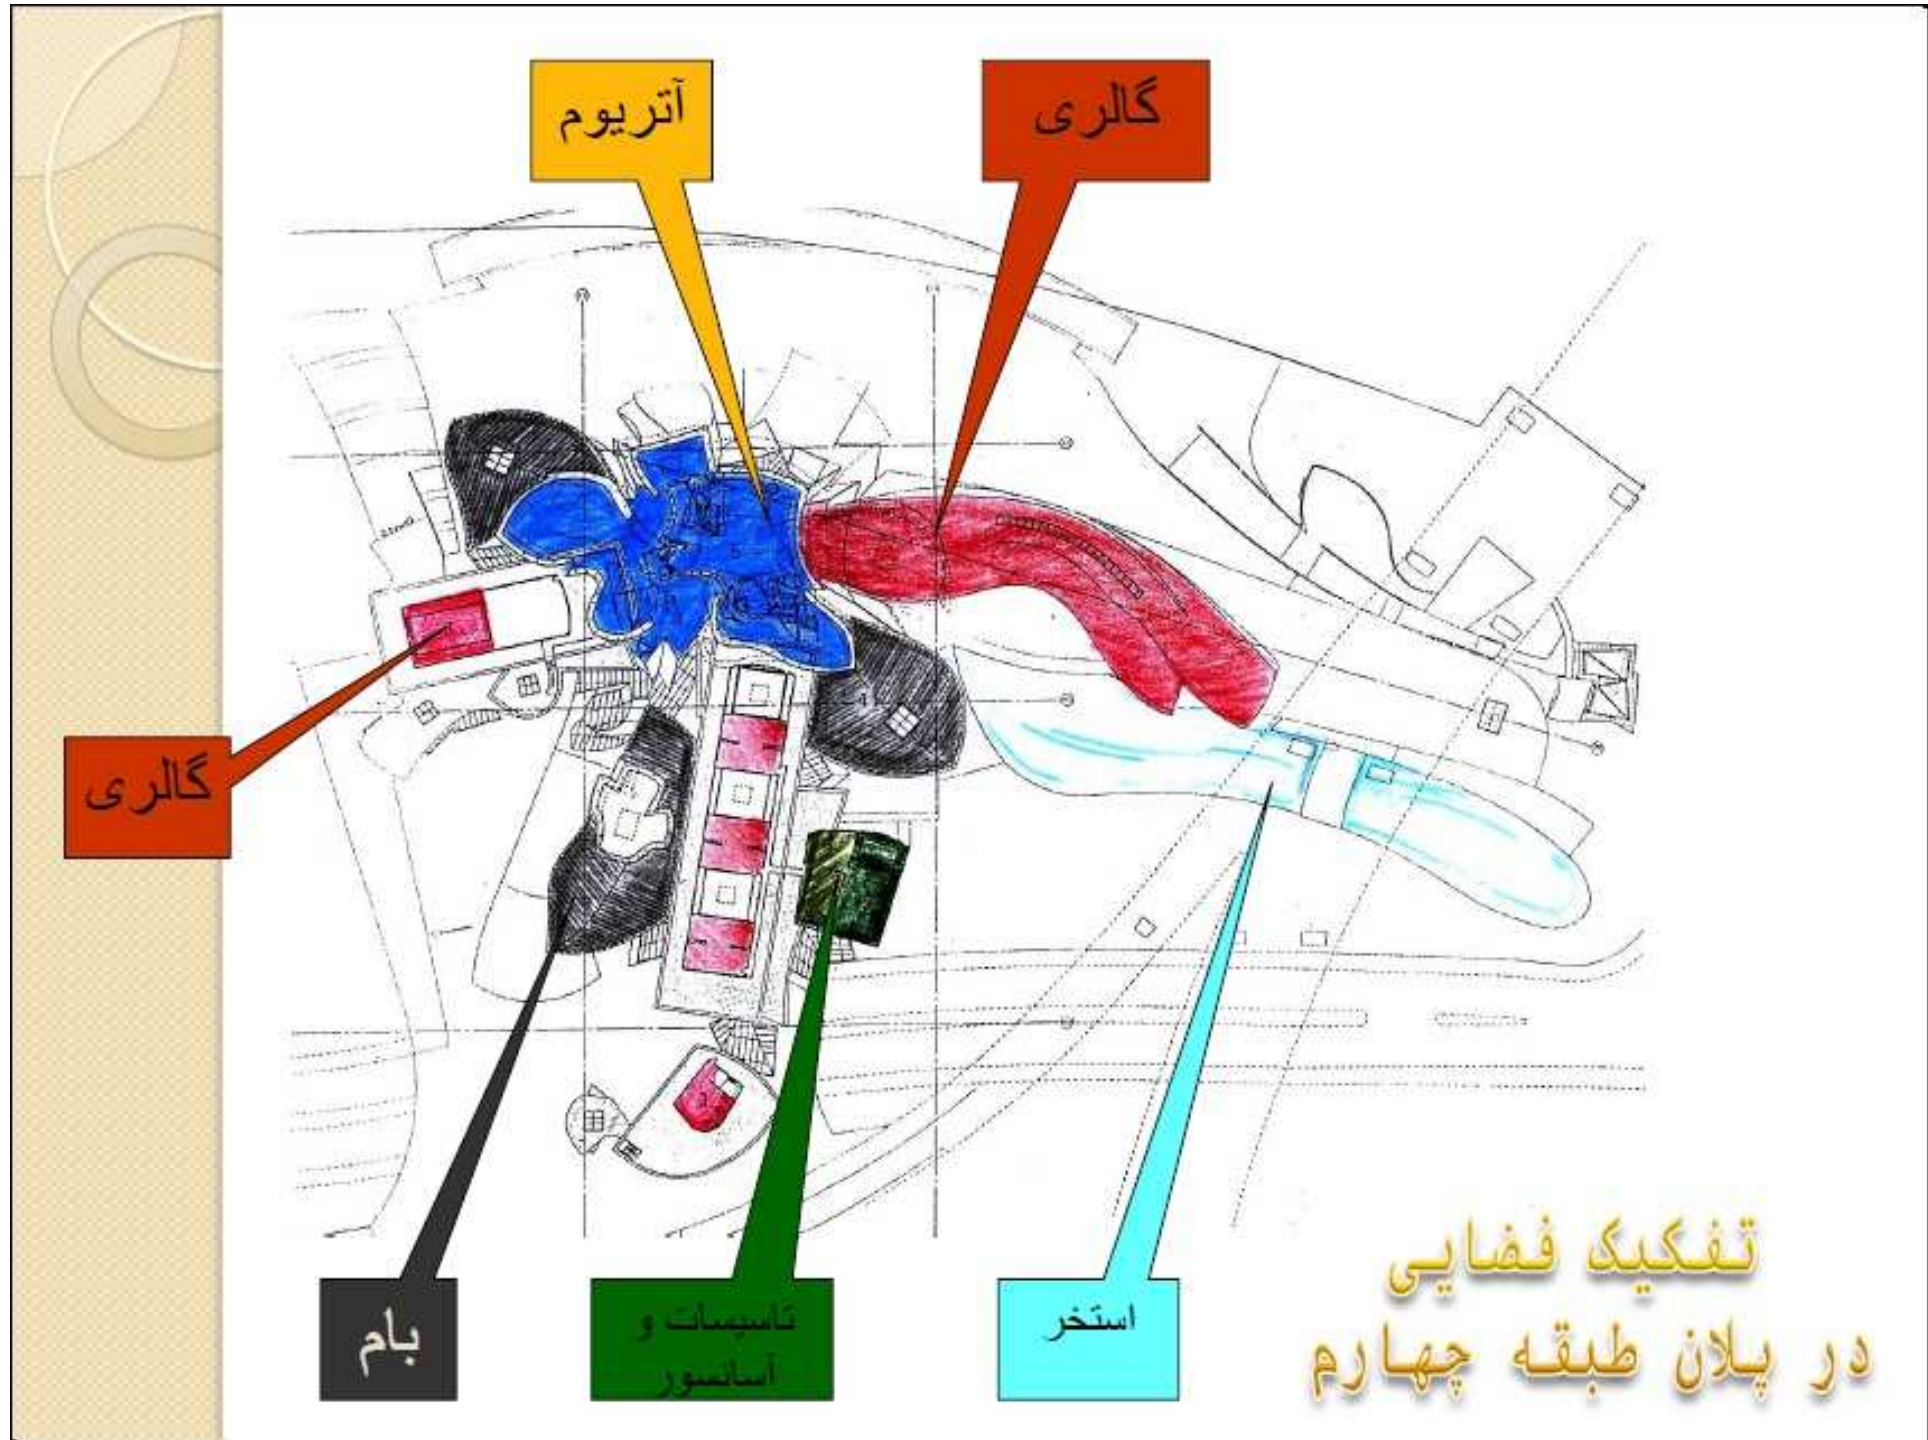 آتریوم
گالری
گالری
بام
تاسیسات و
آسانسور
استخر
تفکیک فضایی
در پلان طبقه چهارم